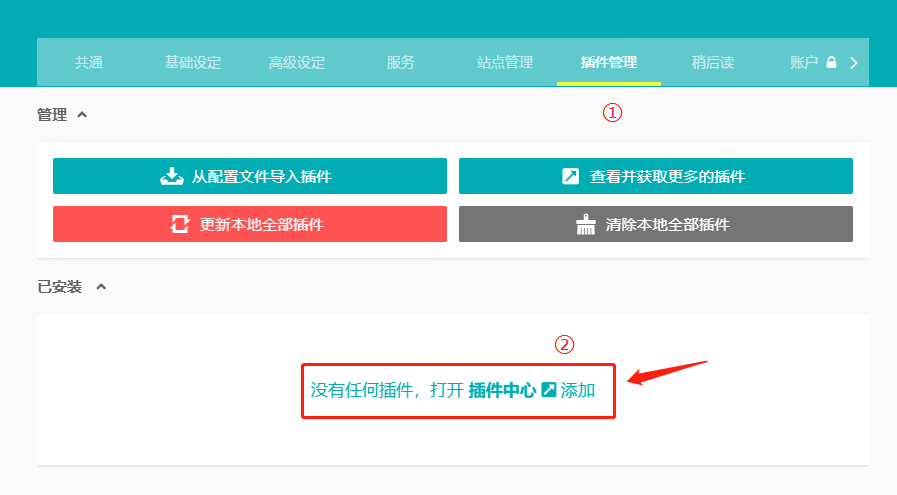 共通 基础设定 高级设定 服务 站点管理 插件管理 稍后读 账户
管理
①
从配置文件导入插件 查看并获取更多的插件
更新本地全部插件 清除本地全部插件
已安装
②
没有任何插件，打开 插件中心 添加